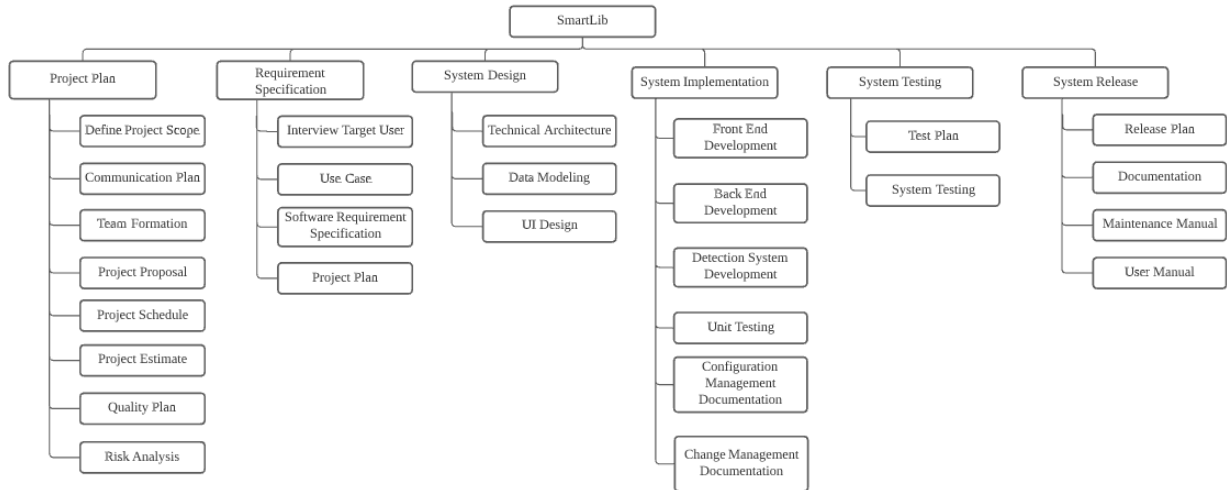 SmartLib
Project Plan
Define Project Scope
Communication Plan
Team Formation
Project Proposal
Project Schedule
Project Estimate
Quality Plan
Risk Analysis
Requirement
Specification
Interview Target User
Use Case
Software Requirement
Specification
Project Plan
System Design
Technical Architecture
Data Modeling
UI Design
System Implementation
Front End
Development
Back End
Development
Detection System
Development
Unit Testing
Configuration
Management
Documentation
Change Management
Documentation
System Testing
Test Plan
System Testing
System Release
Release Plan
Documentation
Maintenance Manual
User Manual